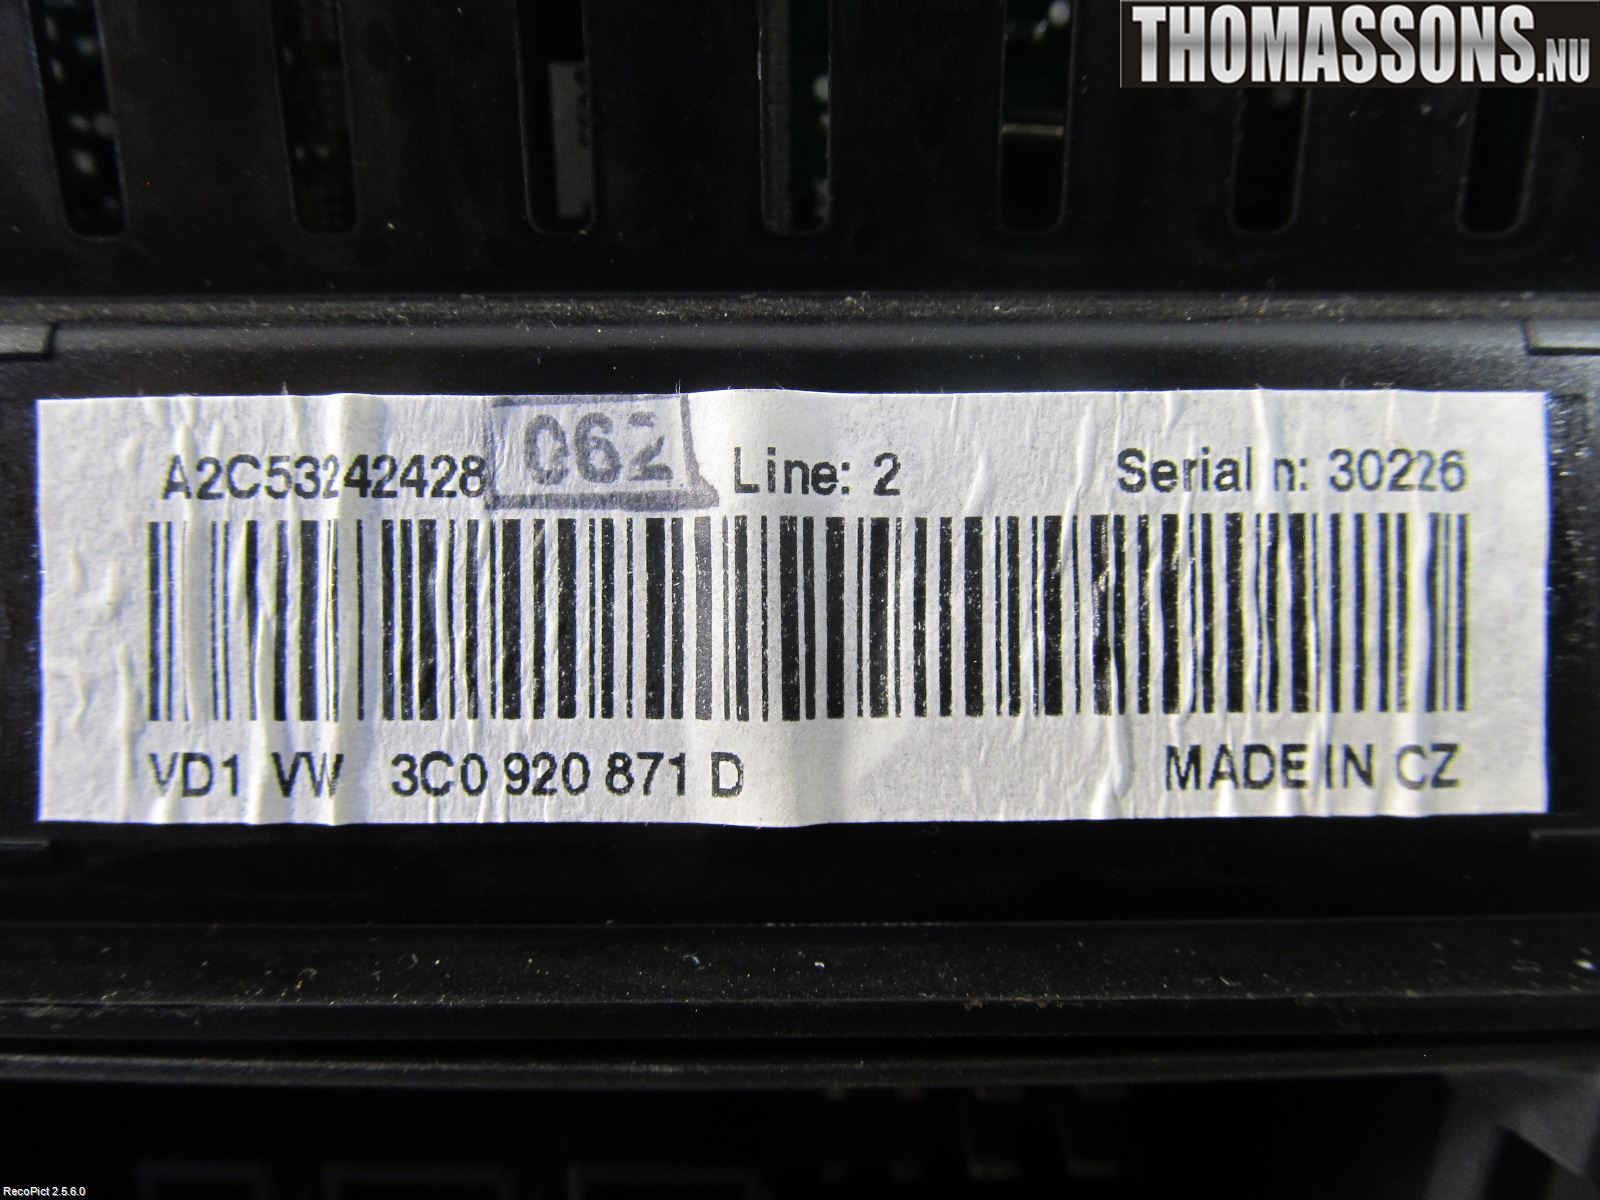 THOMASSONS.NU
A2C53242428 062 Line: 2 Serial n: 30226
VD1 VW 3C0 920 871 D MADE IN CZ
RecoPict 2.5.6.0